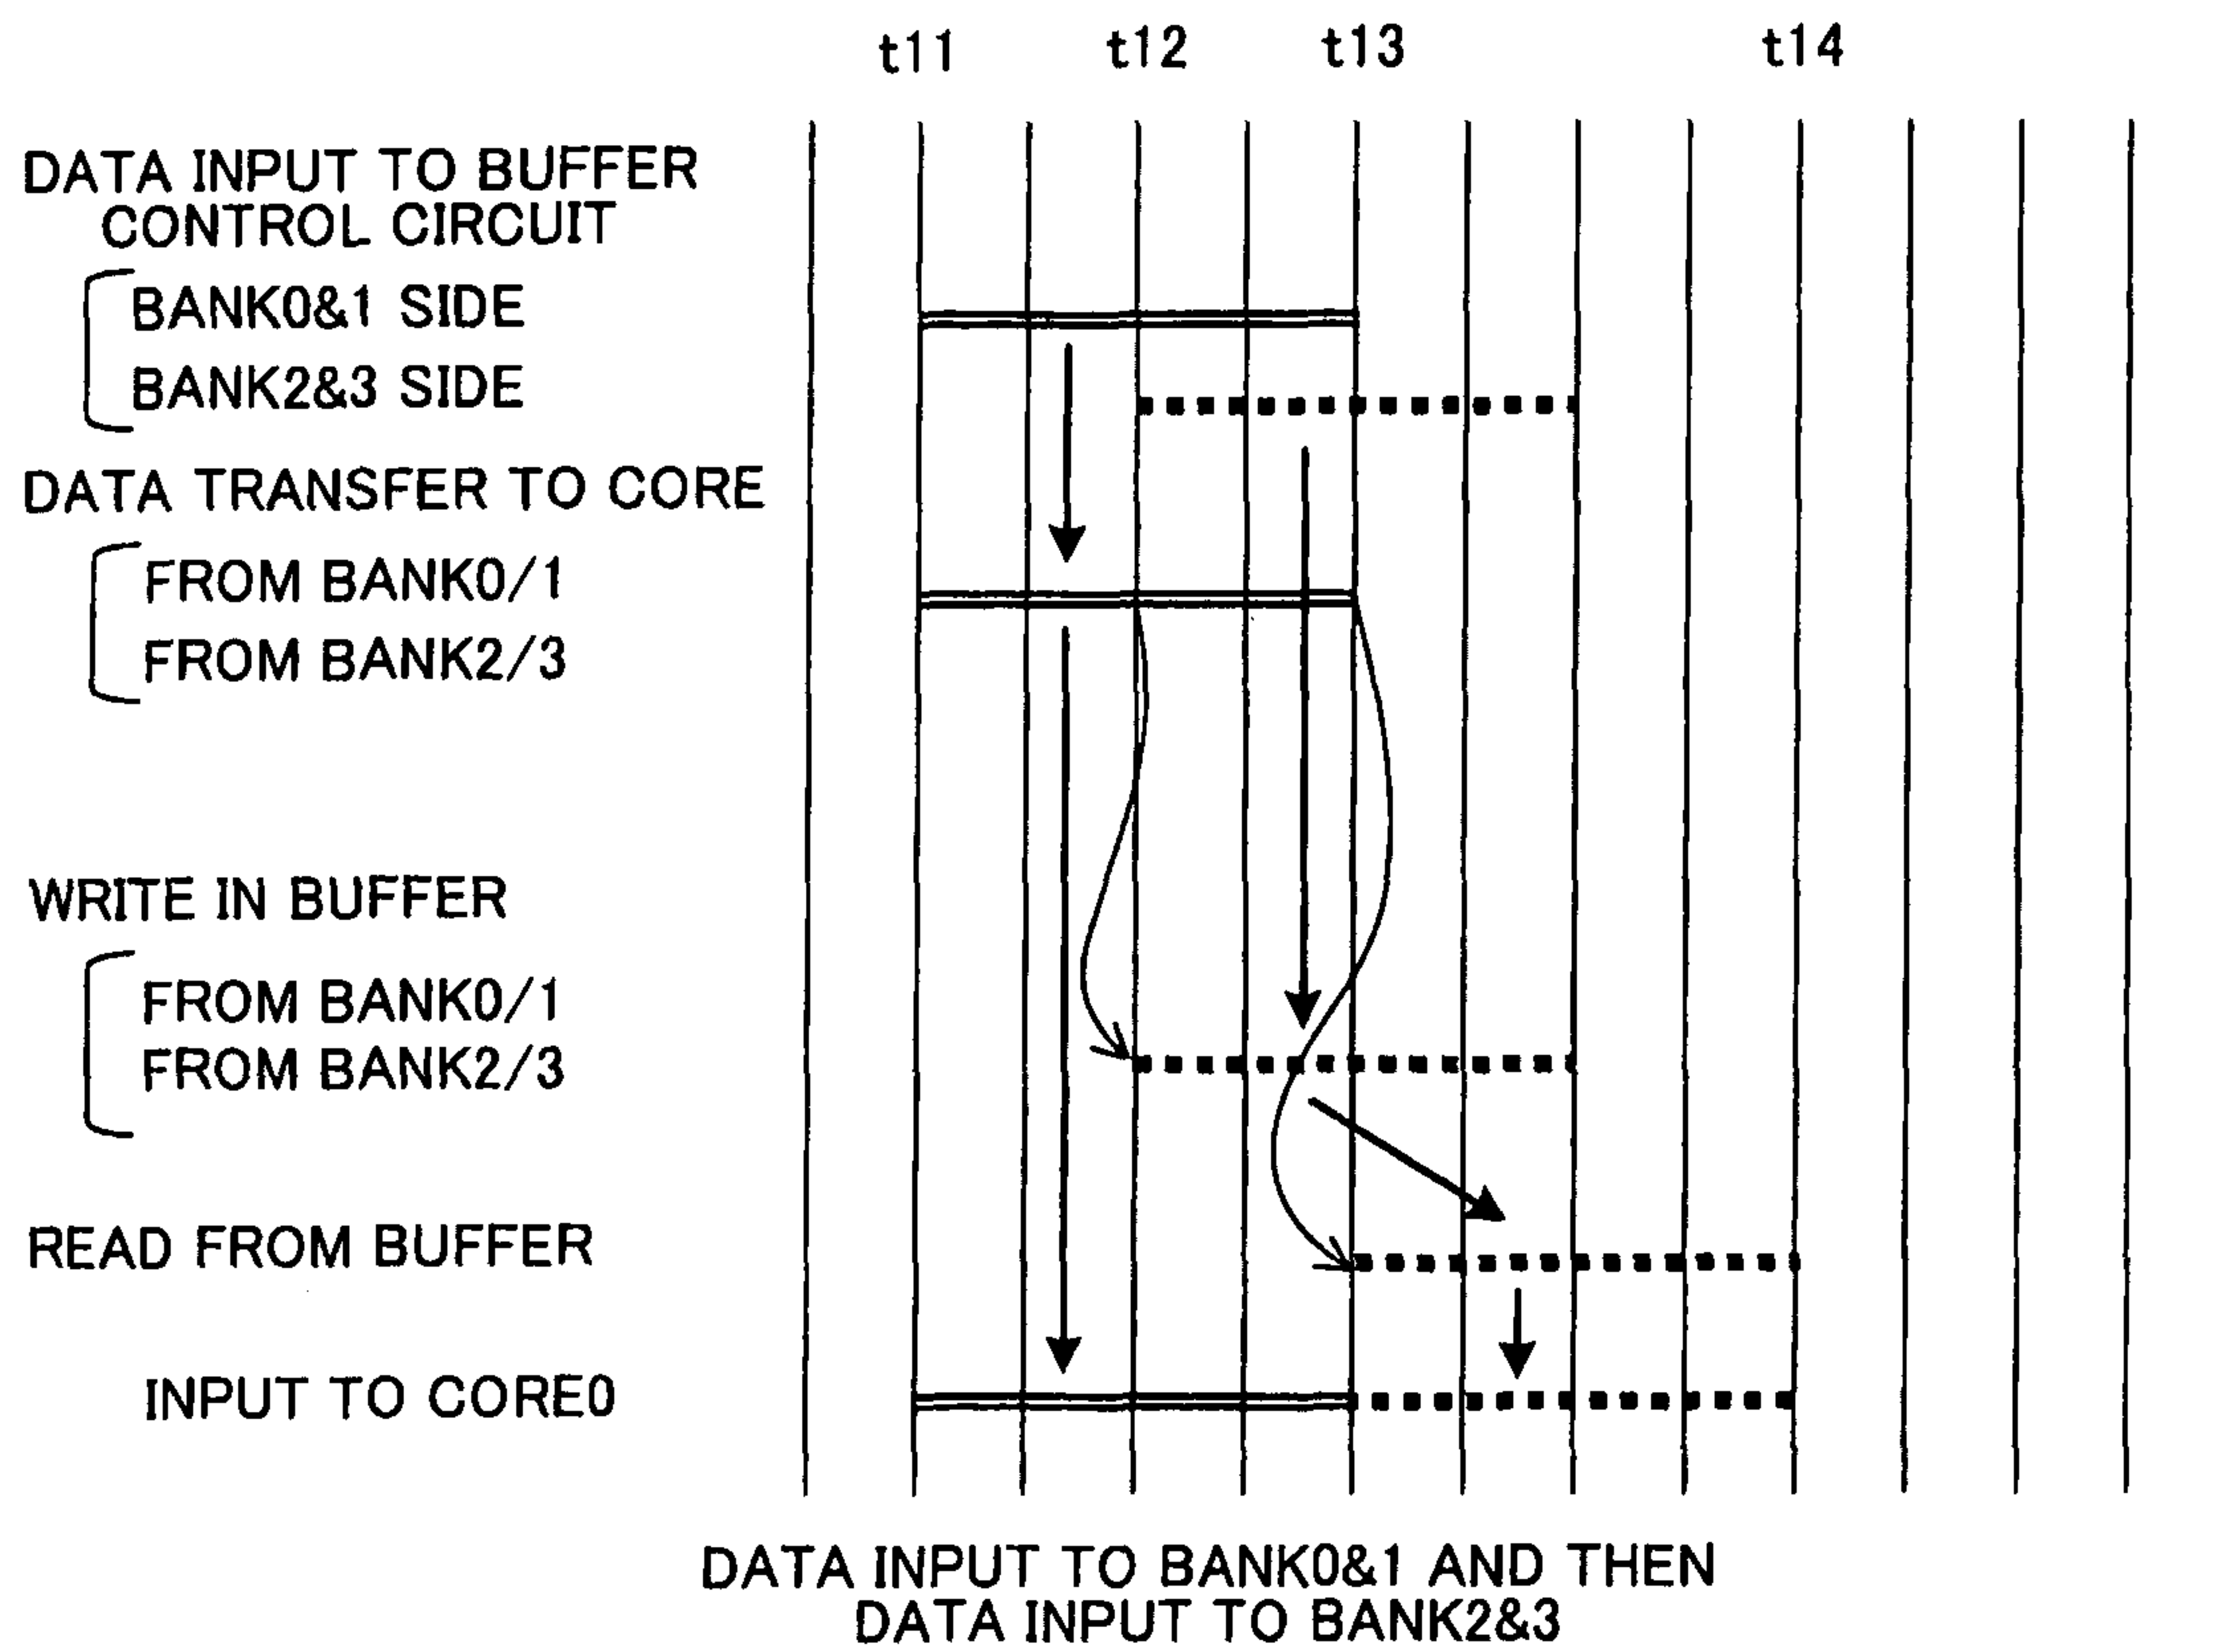 t11 t12 t13 t14
DATA INPUT TO BUFFER
CONTROL CIRCUIT
BANK0&1 SIDE
BANK2&3 SIDE
DATA TRANSFER TO CORE
FROM BANK0/1
FROM BANK2/3
WRITE IN BUFFER
FROM BANK0/1
FROM BANK2/3
READ FROM BUFFER
INPUT TO CORE0
DATA INPUT TO BANK0&1 AND THEN
DATA INPUT TO BANK2&3